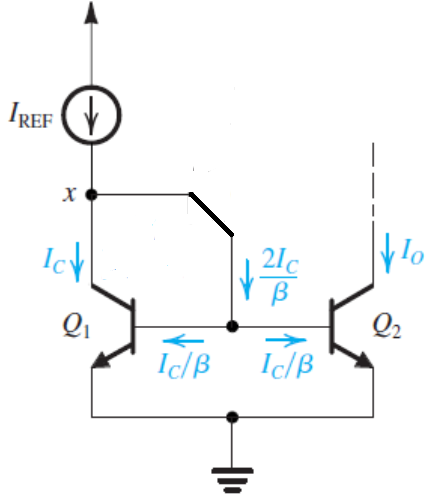 I_REF
x
I_C
2I_C/β
I_O
Q_1
Q_2
I_C/β
I_C/β